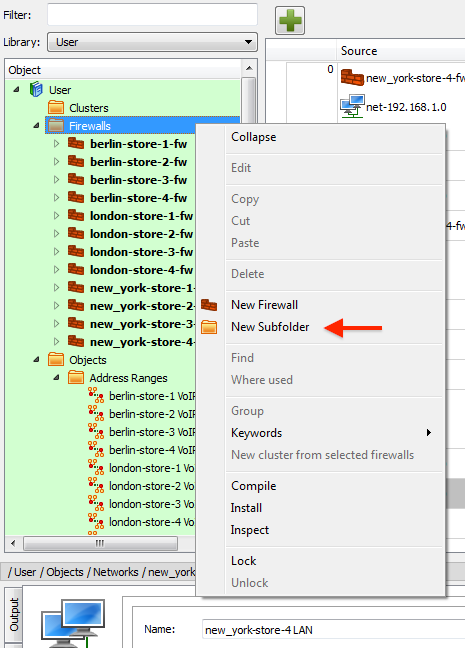 Filter:
Library: User
Object
Source
User
0
new_york-store-4-fw
Clusters
net-192.168.1.0
Firewalls
Collapse
berlin-store-1-fw
berlin-store-2-fw
Edit
berlin-store-3-fw
berlin-store-4-fw
Copy
london-store-1-fw
Cut
4-fw
london-store-2-fw
Paste
london-store-3-fw
london-store-4-fw
Delete
new_york-store-1-
new_york-store-2-
New Firewall
new_york-store-3-
New Subfolder
new_york-store-4-
Objects
Find
Address Ranges
Where used
berlin-store-1 VoIP
berlin-store-2 VoIP
Group
berlin-store-3 VoIP
Keywords
berlin-store-4 VoIP
New cluster from selected firewalls
london-store-1 Vo
london-store-2 Vo
Compile
london-store-3 Vo
Install
london-store-4 Vo
Inspect
Lock
/ User / Objects / Networks / new_york
Unlock
Output
Name: new_york-store-4 LAN